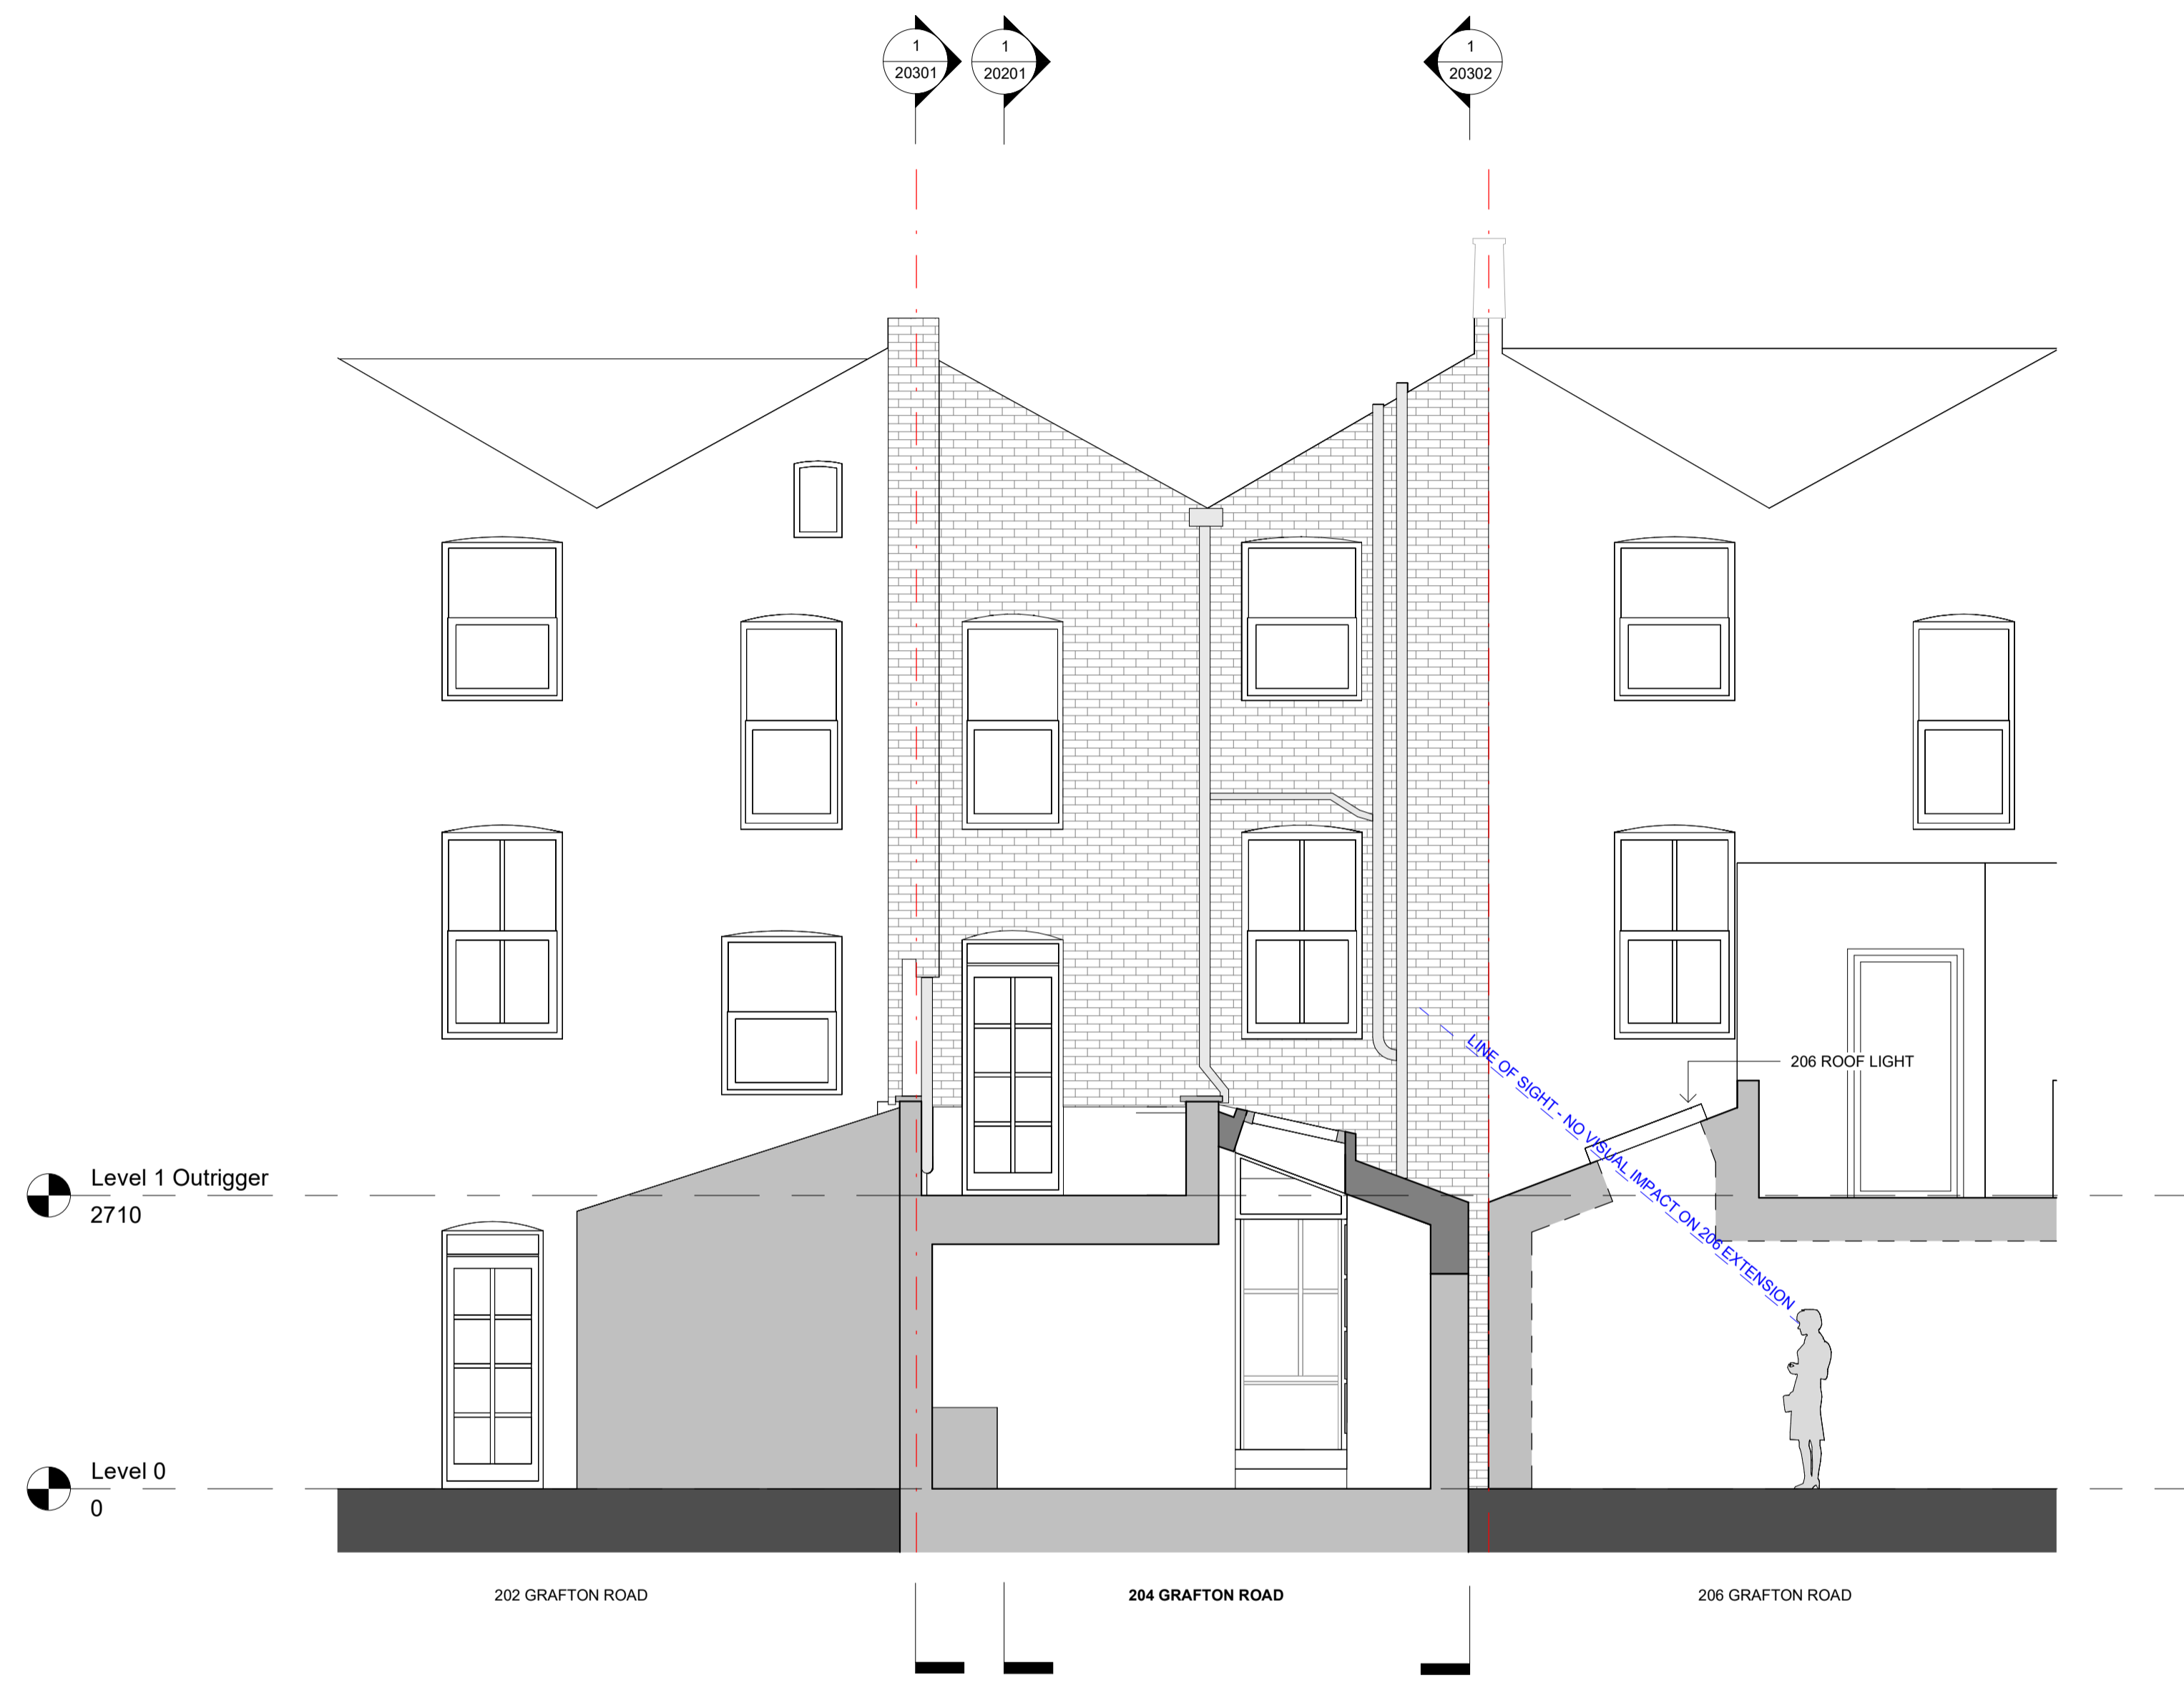 1
20301
1
20201
1
20302
LINE OF SIGHT - NO VISUAL IMPACT ON 206 EXTENSION
206 ROOF LIGHT
Level 1 Outrigger
2710
Level 0
0
202 GRAFTON ROAD
204 GRAFTON ROAD
206 GRAFTON ROAD